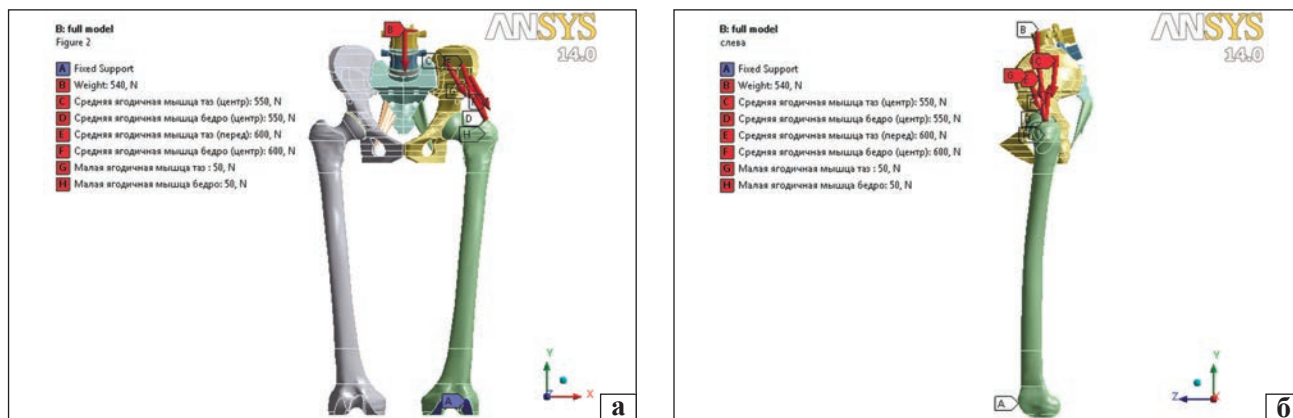 B: full model
Figure 2
A Fixed Support
B Weight: 540, N
C Средняя ягодичная мышца таз (центр): 550, N
D Средняя ягодичная мышца бедро (центр): 550, N
E Средняя ягодичная мышца таз (перед): 600, N
F Средняя ягодичная мышца бедро (центр): 600, N
G Малая ягодичная мышца таз : 50, N
H Малая ягодичная мышца бедро: 50, N
ANSYS
14.0
B
C
D
H
A
Y
X
Z
а
B: full model
слева
A Fixed Support
B Weight: 540, N
C Средняя ягодичная мышца таз (центр): 550, N
D Средняя ягодичная мышца бедро (центр): 550, N
E Средняя ягодичная мышца таз (перед): 600, N
F Средняя ягодичная мышца бедро (центр): 600, N
G Малая ягодичная мышца таз : 50, N
H Малая ягодичная мышца бедро: 50, N
ANSYS
14.0
B
C
G
A
Y
Z
X
б